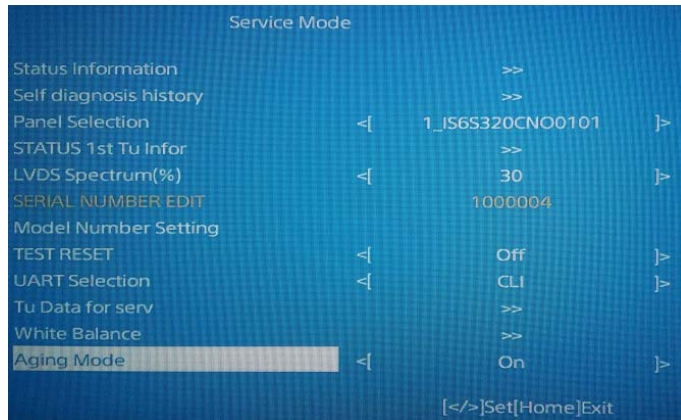 Service Mode
Status Information >>
Self diagnosis history >>
Panel Selection <[ 1_IS6S320CNO0101 ]>
STATUS 1st Tu Infor >>
LVDS Spectrum(%) <[ 30 ]>
SERIAL NUMBER EDIT 1000004
Model Number Setting
TEST RESET <[ Off ]>
UART Selection <[ CLI ]>
Tu Data for serv >>
White Balance >>
Aging Mode <[ On ]>
[</>]Set[Home]Exit